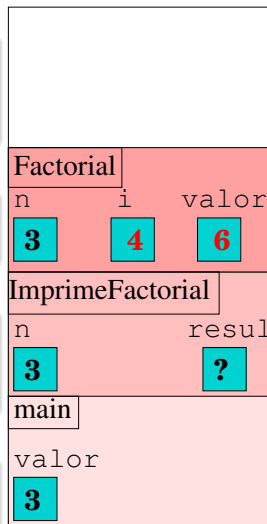 Factorial
n i valor
3 4 6
ImprimeFactorial
n resul
3 ?
main
valor
3